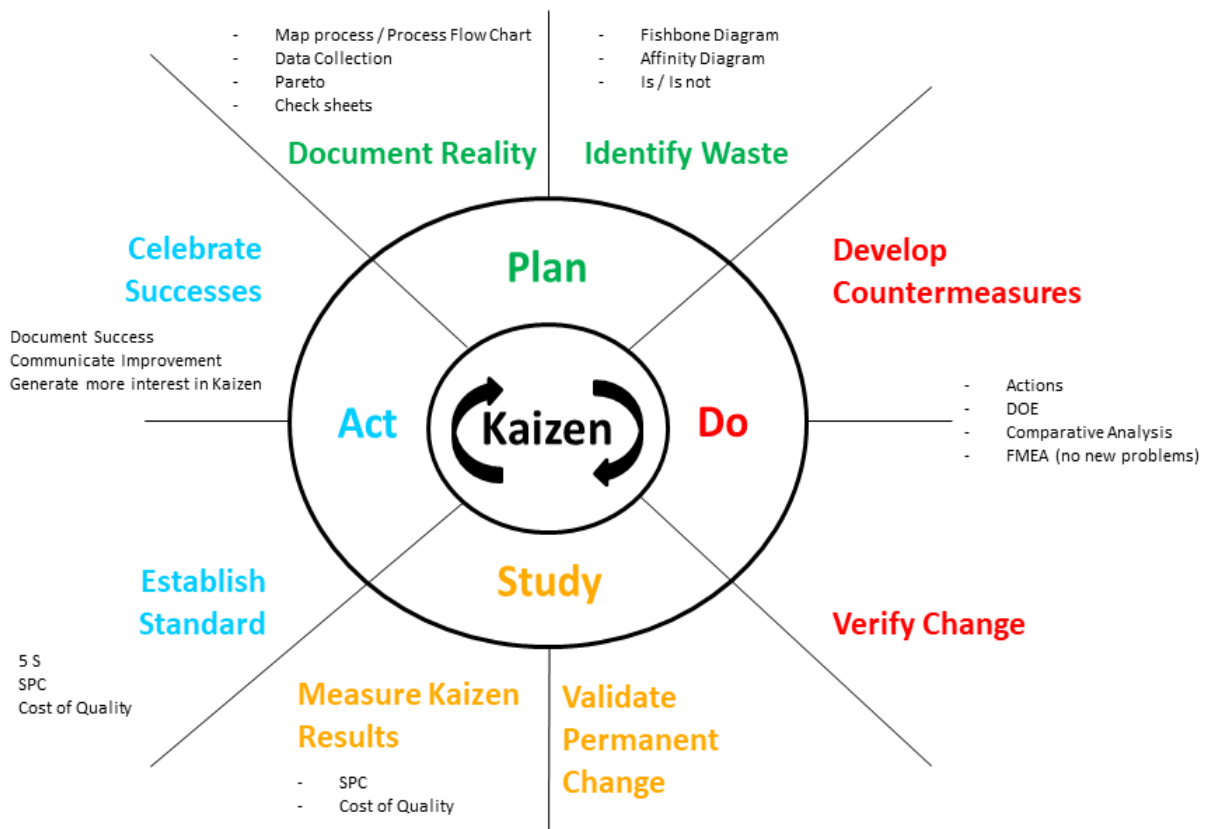 - Map process / Process Flow Chart
- Data Collection
- Pareto
- Check sheets
Document Reality
- Fishbone Diagram
- Affinity Diagram
- Is / Is not
Identify Waste
Celebrate
Successes
Document Success
Communicate Improvement
Generate more interest in Kaizen
Plan
Develop
Countermeasures
- Actions
- DOE
- Comparative Analysis
- FMEA (no new problems)
Act
Kaizen
Do
Study
Establish
Standard
5 S
SPC
Cost of Quality
Verify Change
Measure Kaizen
Results
- SPC
- Cost of Quality
Validate
Permanent
Change